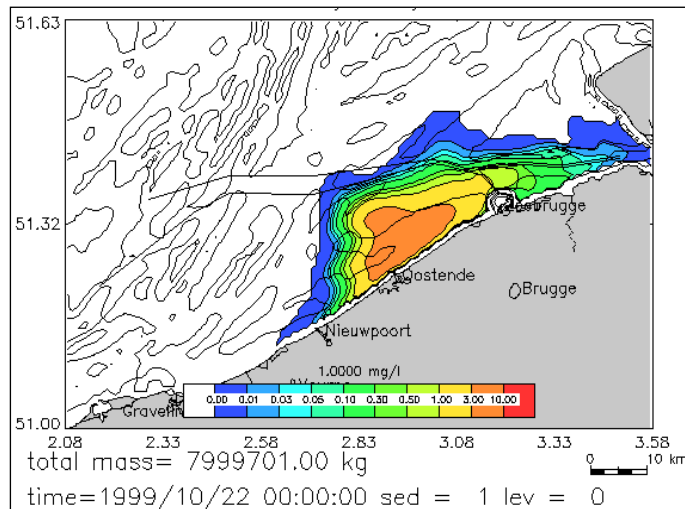 51.63
51.32
Oostende
Brugge
Nieuwpoort
1.0000 mg/l
0.00 0.01 0.03 0.05 0.10 0.30 0.50 1.00 3.00 10.00
51.00
2.08 2.33 2.58 2.83 3.08 3.33 3.58
0 10 km
total mass= 7999701.00 kg
time=1999/10/22 00:00:00 sed = 1 lev = 0